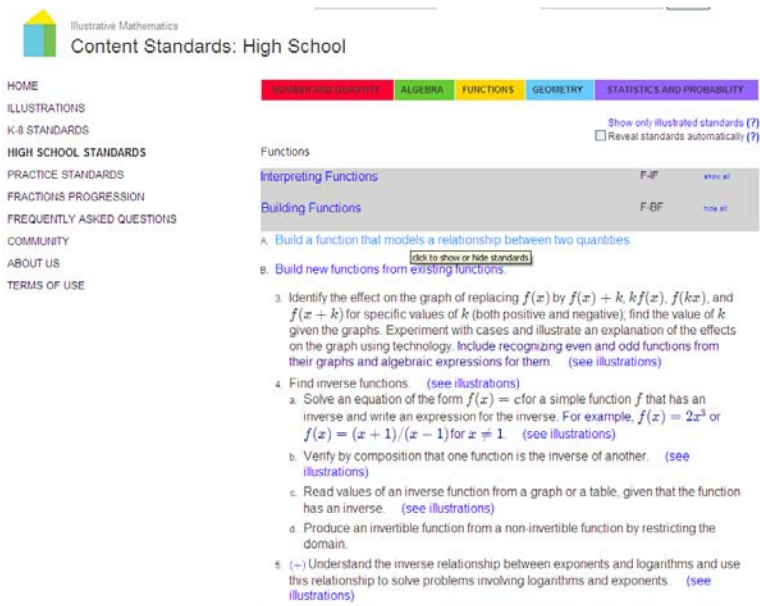 Illustrative Mathematics
Content Standards: High School
HOME
ILLUSTRATIONS
K-8 STANDARDS
HIGH SCHOOL STANDARDS
PRACTICE STANDARDS
FRACTIONS PROGRESSION
FREQUENTLY ASKED QUESTIONS
COMMUNITY
ABOUT US
TERMS OF USE
NUMBER AND QUANTITY ALGEBRA FUNCTIONS GEOMETRY STATISTICS AND PROBABILITY
Show only illustrated standards (?)
Reveal standards automatically (?)
Functions
Interpreting Functions F-IF show all
Building Functions F-BF hide all
A. Build a function that models a relationship between two quantities.
click to show or hide standards
B. Build new functions from existing functions.
3. Identify the effect on the graph of replacing f(x) by f(x) + k, kf(x), f(kx), and
f(x + k) for specific values of k (both positive and negative); find the value of k
given the graphs. Experiment with cases and illustrate an explanation of the effects
on the graph using technology. Include recognizing even and odd functions from
their graphs and algebraic expressions for them. (see illustrations)
4. Find inverse functions. (see illustrations)
a. Solve an equation of the form f(x) = c for a simple function f that has an
inverse and write an expression for the inverse. For example, f(x) = 2x³ or
f(x) = (x + 1)/(x − 1) for x ≠ 1. (see illustrations)
b. Verify by composition that one function is the inverse of another. (see
illustrations)
c. Read values of an inverse function from a graph or a table, given that the function
has an inverse. (see illustrations)
d. Produce an invertible function from a non-invertible function by restricting the
domain.
5. (+) Understand the inverse relationship between exponents and logarithms and use
this relationship to solve problems involving logarithms and exponents. (see
illustrations)